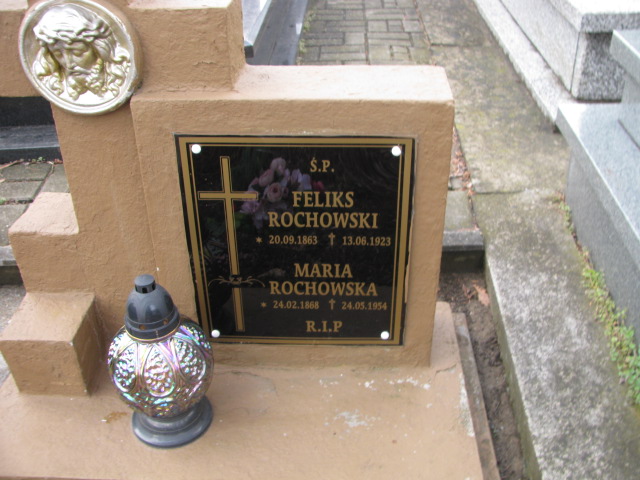 Ś.P.
FELIKS
ROCHOWSKI
* 20.09.1863 † 13.06.1923
MARIA
ROCHOWSKA
* 24.02.1868 † 24.05.1954
R.I.P